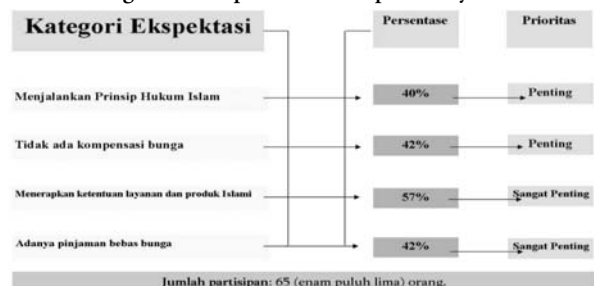 Kategori Ekspektasi Persentase Prioritas
Menjalankan Prinsip Hukum Islam 40% Penting
Tidak ada kompensasi bunga 42% Penting
Menerapkan ketentuan layanan dan produk Islami 57% Sangat Penting
Adanya pinjaman bebas bunga 42% Sangat Penting
Jumlah partisipan: 65 (enam puluh lima) orang.